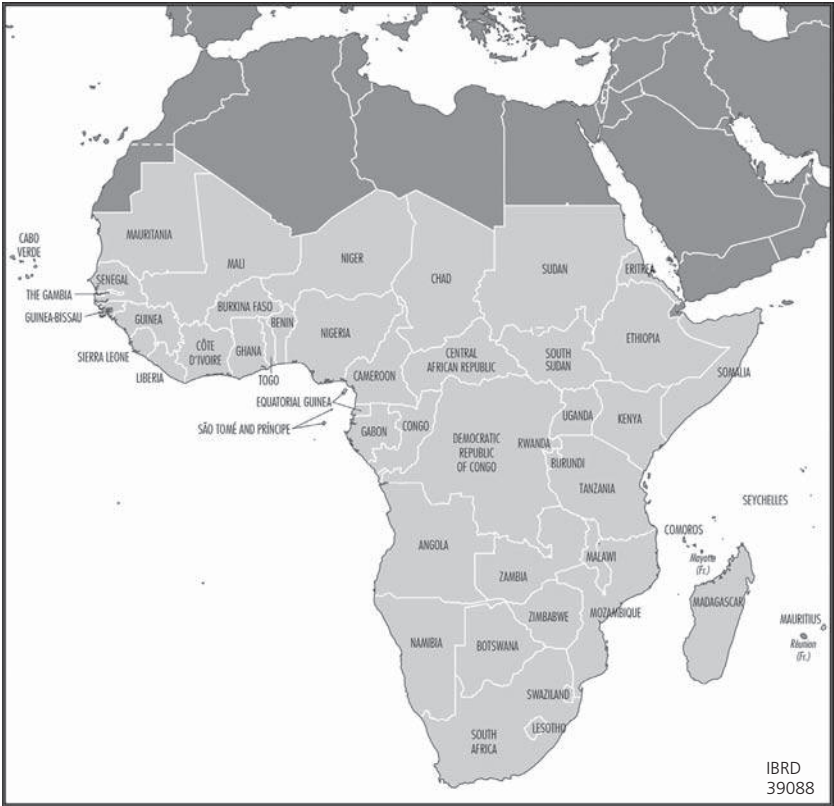 CABO
VERDE
MAURITANIA
MALI
NIGER
CHAD
SUDAN
ERITREA
SENEGAL
THE GAMBIA
GUINEA-BISSAU
GUINEA
BURKINA FASO
BENIN
NIGERIA
ETHIOPIA
SIERRA LEONE
CÔTE
D'IVOIRE
GHANA
LIBERIA
TOGO
CAMEROON
CENTRAL
AFRICAN REPUBLIC
SOUTH
SUDAN
SOMALIA
EQUATORIAL GUINEA
SÃO TOMÉ AND PRÍNCIPE
GABON
CONGO
DEMOCRATIC
REPUBLIC
OF CONGO
UGANDA
KENYA
RWANDA
BURUNDI
TANZANIA
SEYCHELLES
COMOROS
Mayotte
(Fr.)
ANGOLA
ZAMBIA
MALAWI
MOZAMBIQUE
MADAGASCAR
MAURITIUS
Réunion
(Fr.)
NAMIBIA
BOTSWANA
ZIMBABWE
SWAZILAND
LESOTHO
SOUTH
AFRICA
IBRD
39088